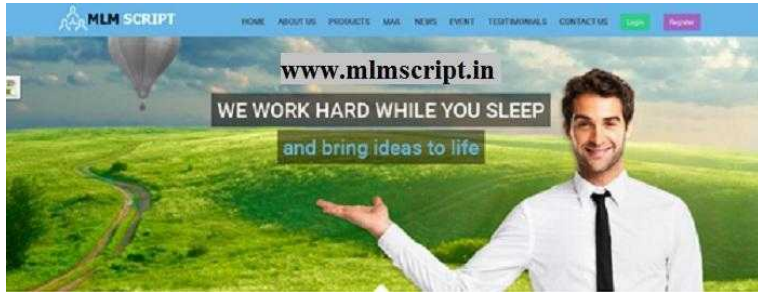 MLM SCRIPT
HOME ABOUT US PRODUCTS MAIL NEWS EVENT TESTIMONIALS CONTACT US Login Register
www.mlmscript.in
WE WORK HARD WHILE YOU SLEEP
and bring ideas to life